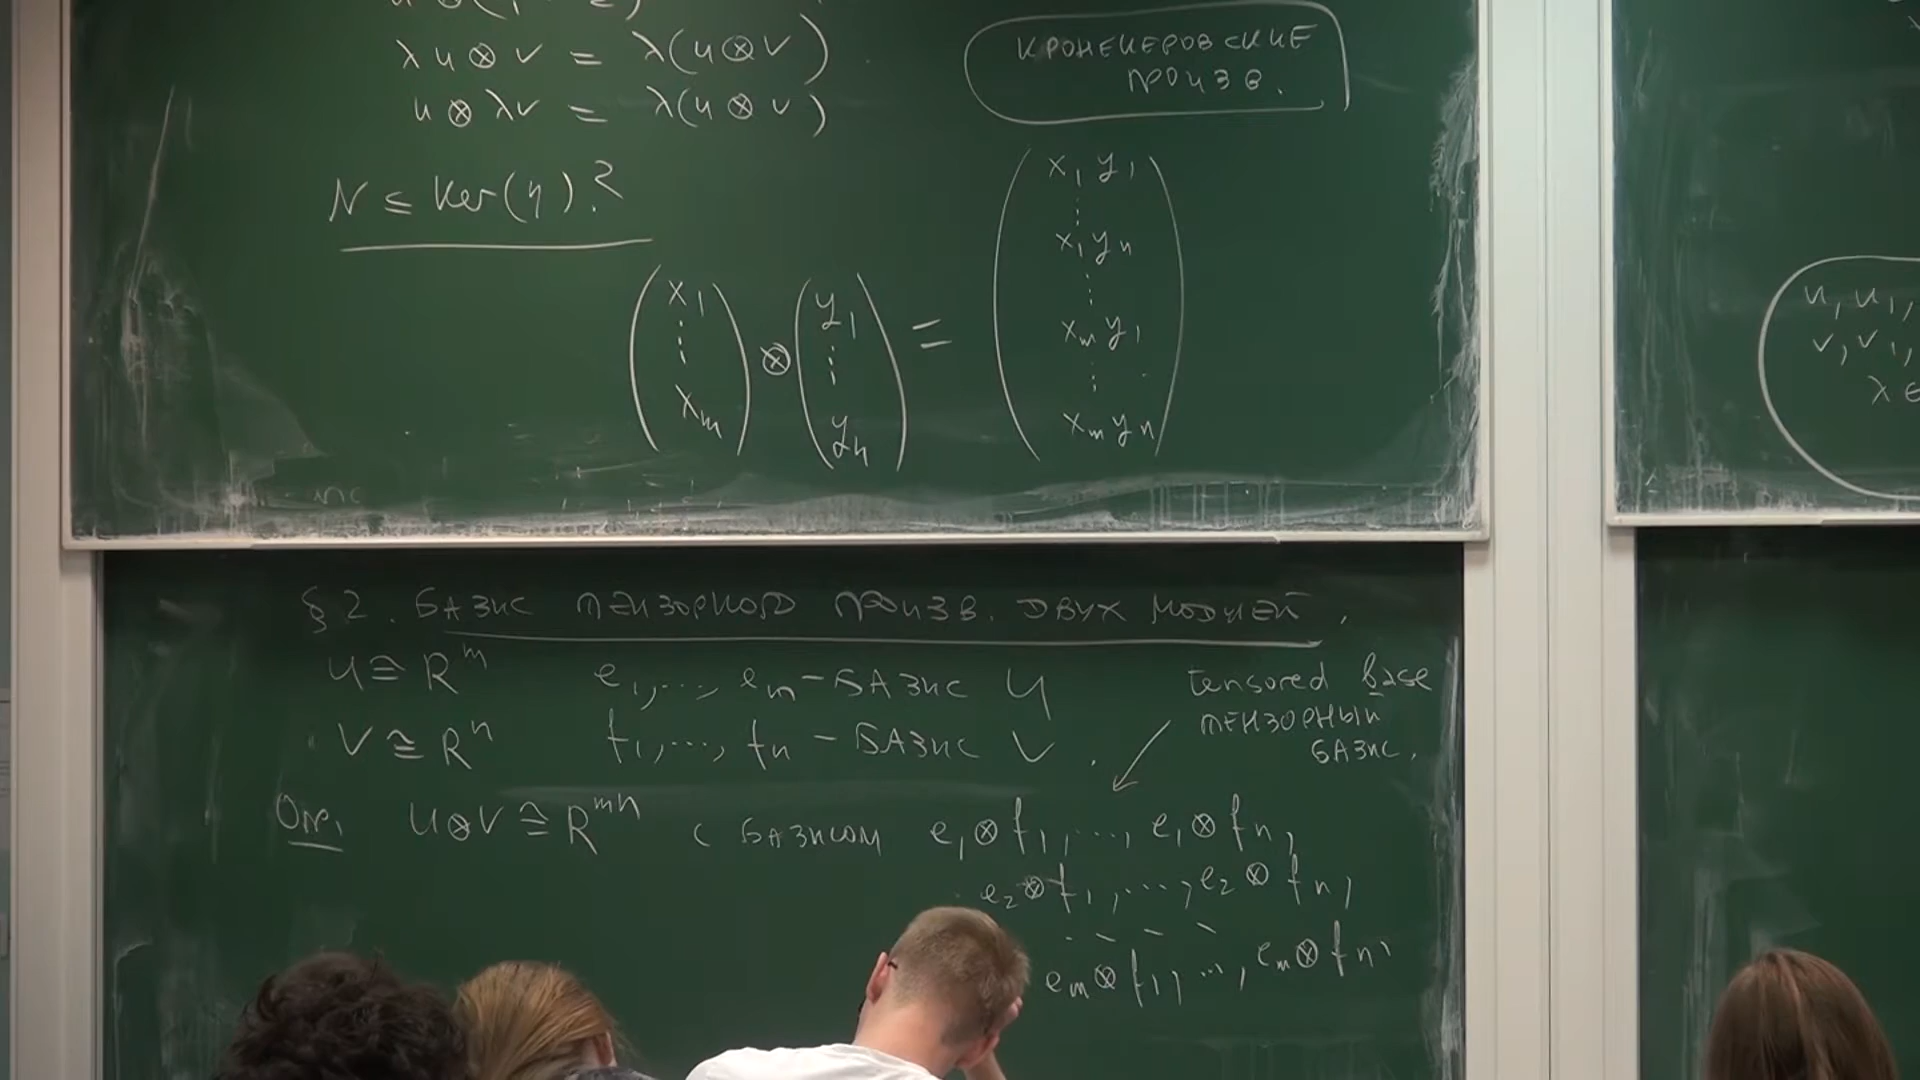 λu ⊗ v = λ(u ⊗ v)
u ⊗ λv = λ(u ⊗ v)
N ≤ Ker(η)?
КРОНЕКЕРОВСКИЕ
ПРОИЗВ.
(x₁ ⋮ xₘ) ⊗ (y₁ ⋮ yₙ) = (x₁y₁ ⋮ x₁yₙ ⋮ xₘy₁ ⋮ xₘyₙ)
u, u₁,
v, v₁,
λ ∈
§2. БАЗИС ТЕНЗОРНОГО ПРОИЗВ. ДВУХ МОДУЛЕЙ.
U ≅ Rᵐ e₁, ..., eₘ – БАЗИС U
V ≅ Rⁿ f₁, ..., fₙ – БАЗИС V.
tensored base
ТЕНЗОРНЫЙ
БАЗИС.
U⊗V ≅ Rᵐⁿ С БАЗИСОМ e₁⊗f₁, ..., e₁⊗fₙ,
e₂⊗f₁, ..., e₂⊗fₙ,
. . . .
eₘ⊗f₁, ..., eₘ⊗fₙ.